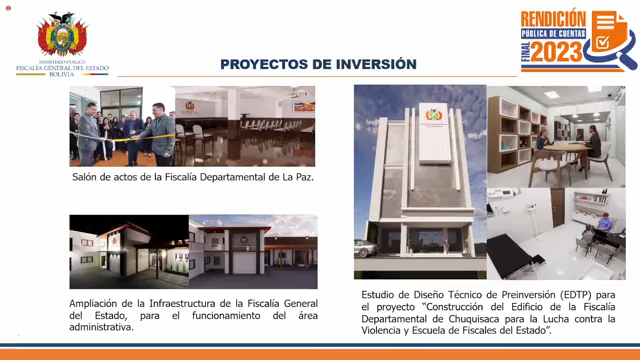 MINISTERIO PÚBLICO
FISCALÍA GENERAL DEL ESTADO
BOLIVIA
RENDICIÓN
PÚBLICA DE CUENTAS
FINAL 2023
PROYECTOS DE INVERSIÓN
Salón de actos de la Fiscalía Departamental de La Paz.
Ampliación de la Infraestructura de la Fiscalía General
del Estado, para el funcionamiento del área
administrativa.
Estudio de Diseño Técnico de Preinversión (EDTP) para
el proyecto “Construcción del Edificio de la Fiscalía
Departamental de Chuquisaca para la Lucha contra la
Violencia y Escuela de Fiscales del Estado”.